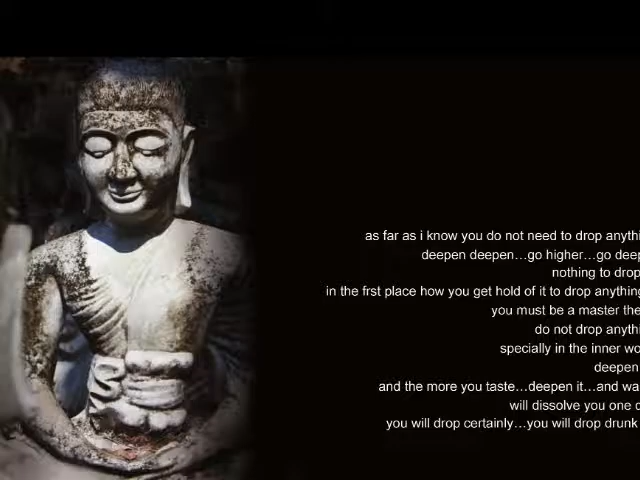 as far as i know you do not need to drop anythi
deepen deepen…go higher…go deep
nothing to drop
in the frst place how you get hold of it to drop anything
you must be a master the
do not drop anythi
specially in the inner wo
deepen
and the more you taste…deepen it…and wa
will dissolve you one
you will drop certainly…you will drop drunk